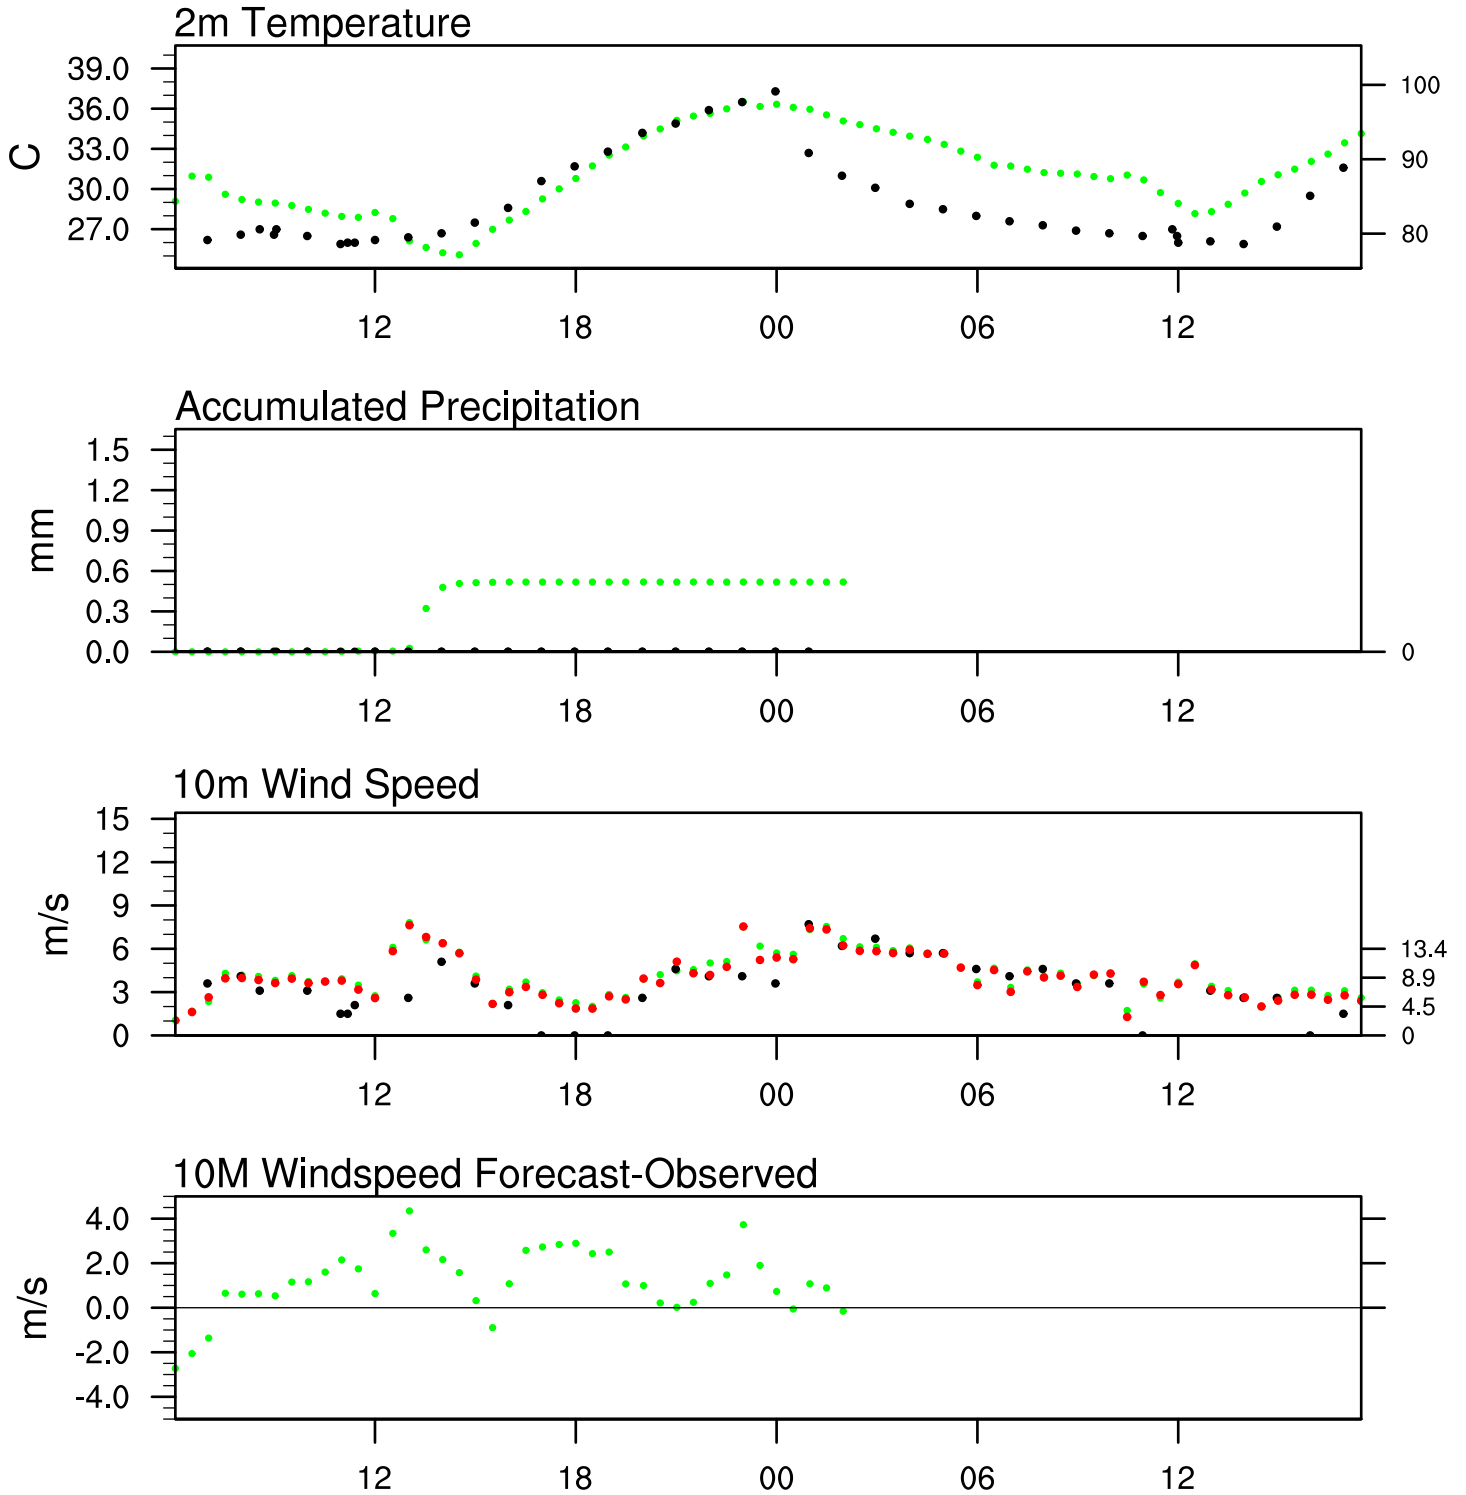 2m Temperature
39.0
36.0
33.0
30.0
27.0
C
100
90
80
12 18 00 06 12
Accumulated Precipitation
1.5
1.2
0.9
0.6
0.3
0.0
mm
0
12 18 00 06 12
10m Wind Speed
15
12
9
6
3
0
m/s
13.4
8.9
4.5
0
12 18 00 06 12
10M Windspeed Forecast-Observed
4.0
2.0
0.0
-2.0
-4.0
m/s
12 18 00 06 12